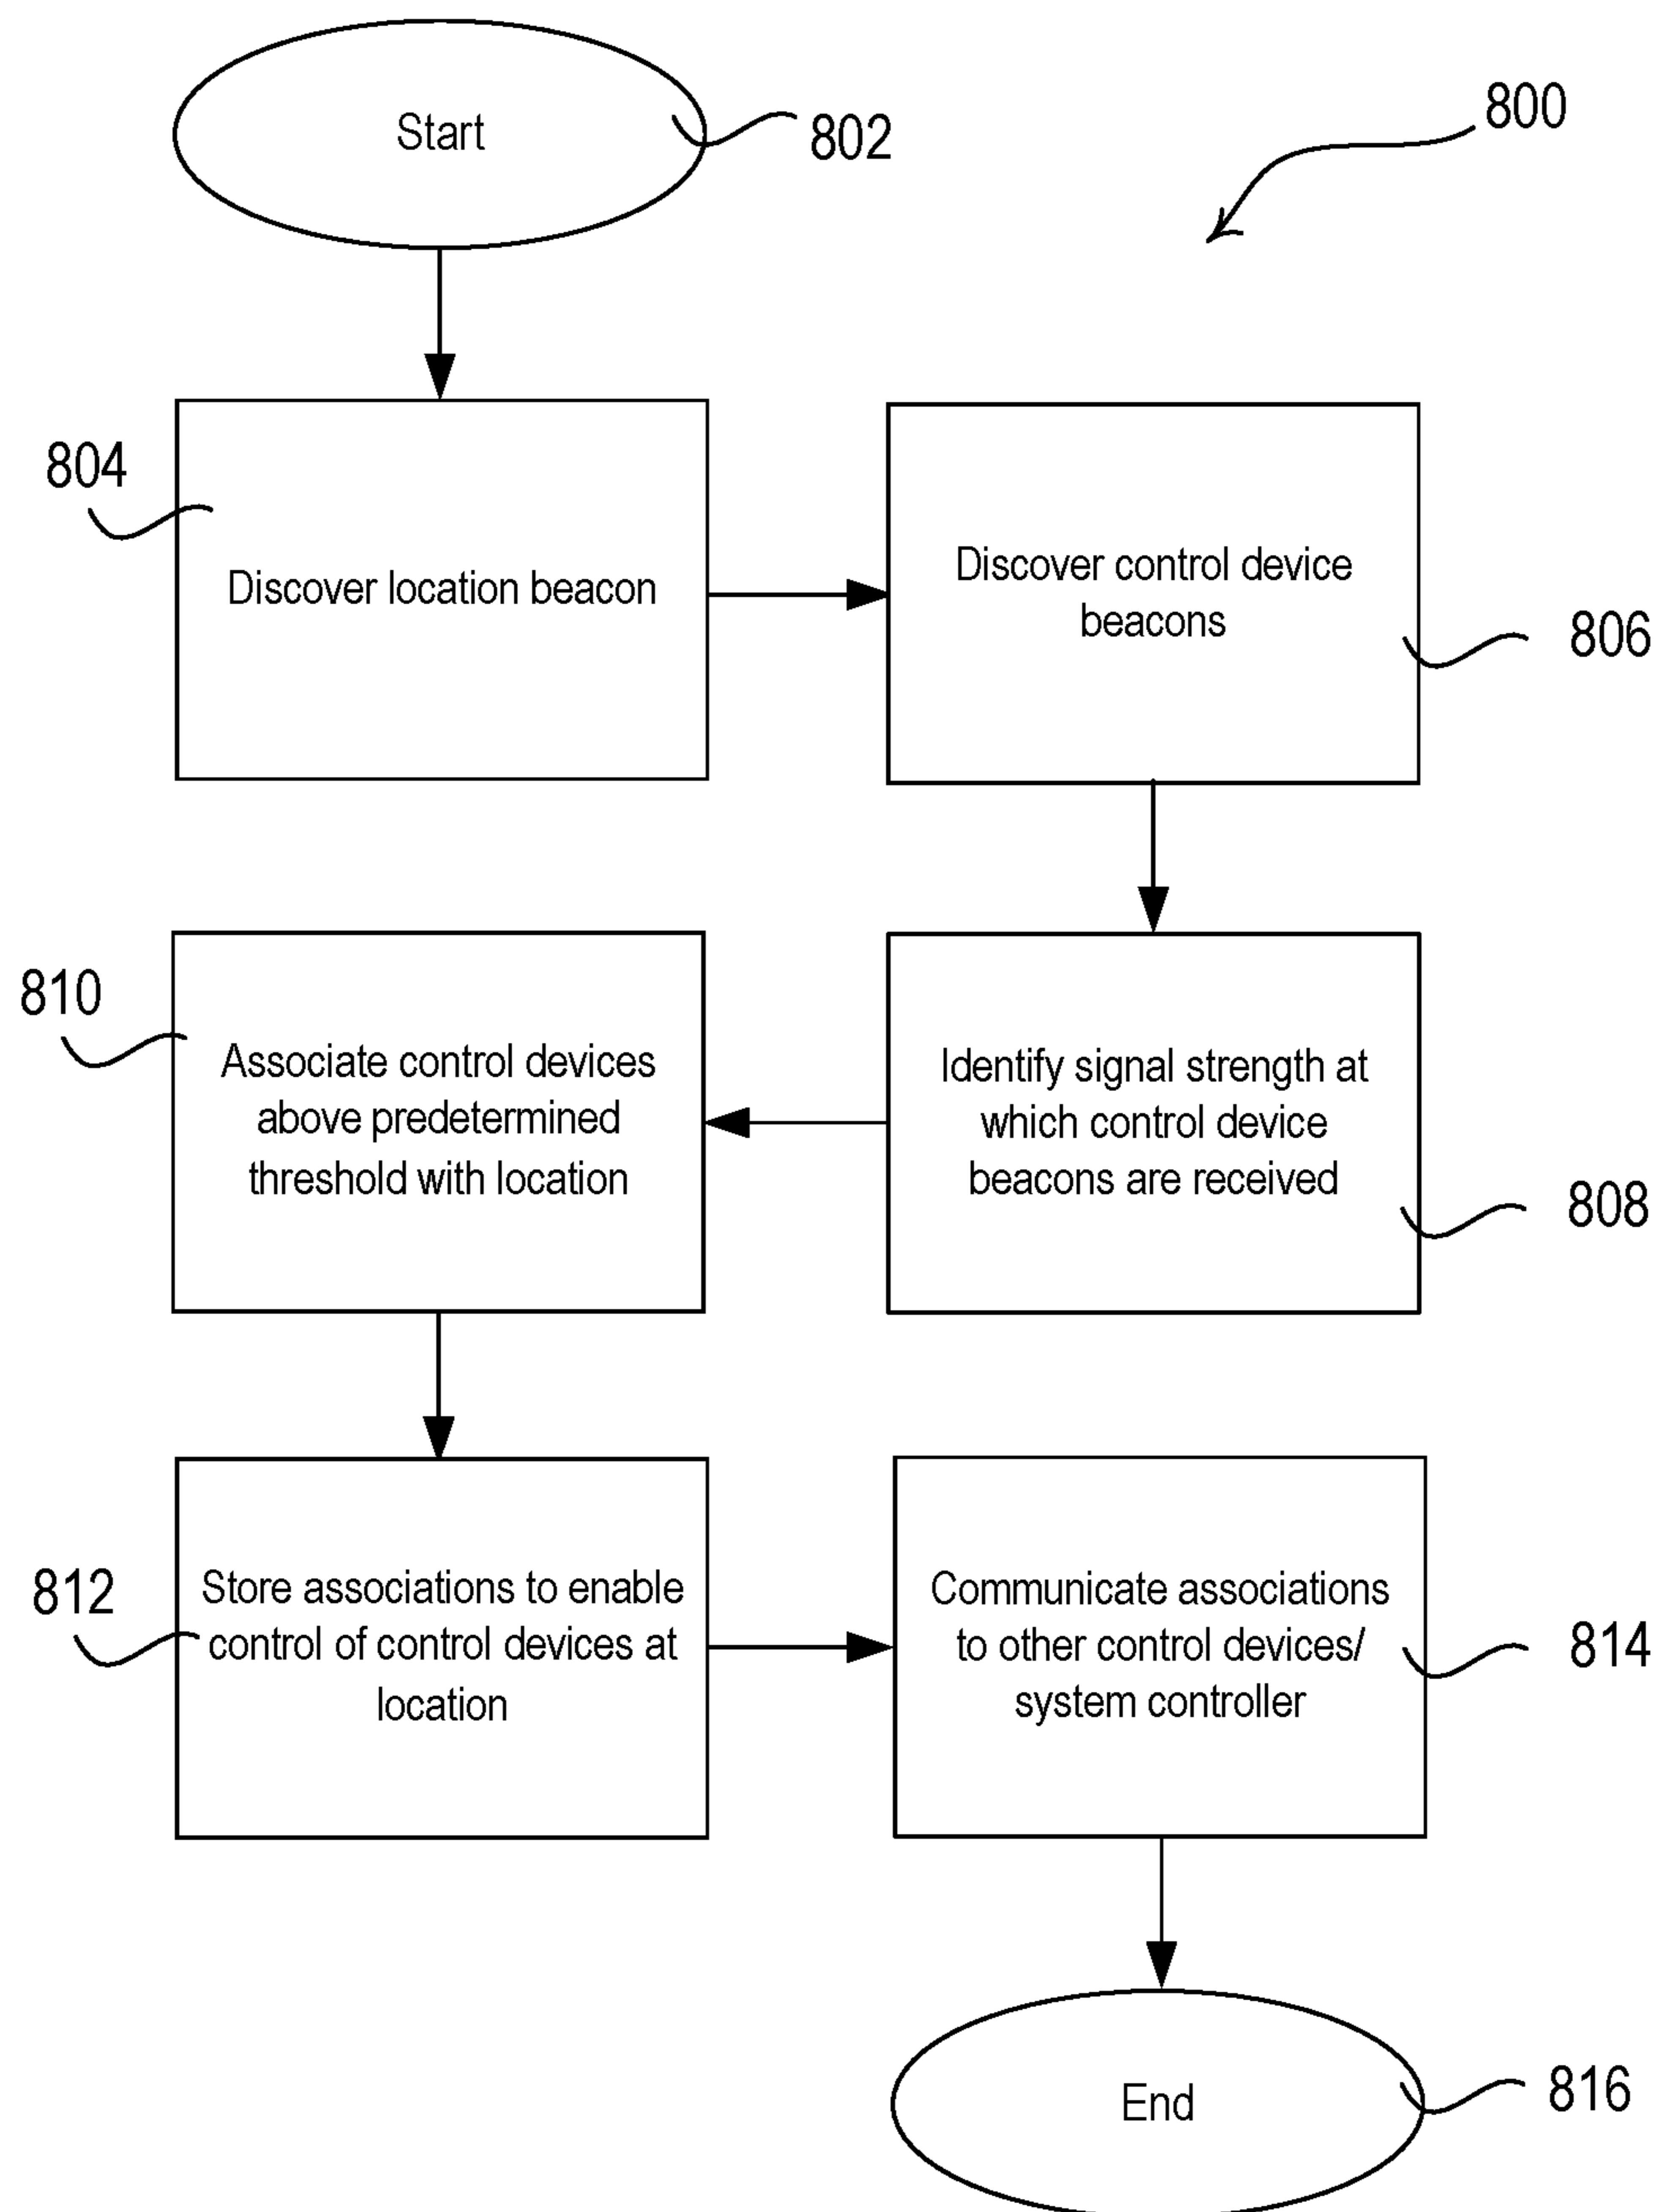 Start
802
800
804
Discover location beacon
Discover control device
beacons
806
810
Associate control devices
above predetermined
threshold with location
Identify signal strength at
which control device
beacons are received
808
812
Store associations to enable
control of control devices at
location
Communicate associations
to other control devices/
system controller
814
End
816